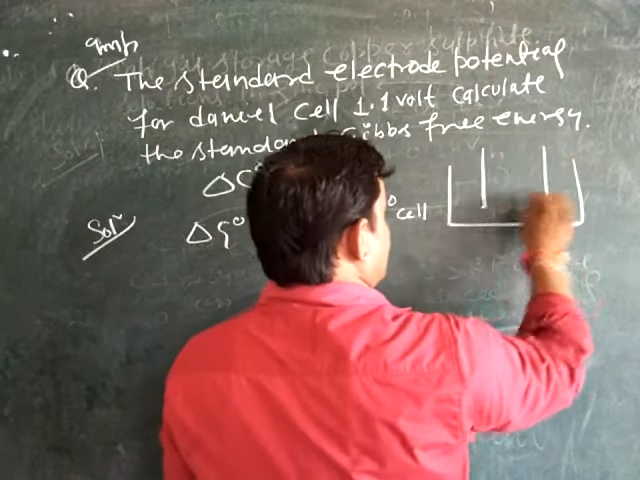 Imp
Q. The standard electrode potential
for daniel cell 1.1 volt calculate
the standard Gibbs free energy.
ΔG°
Solⁿ ΔG° ° cell